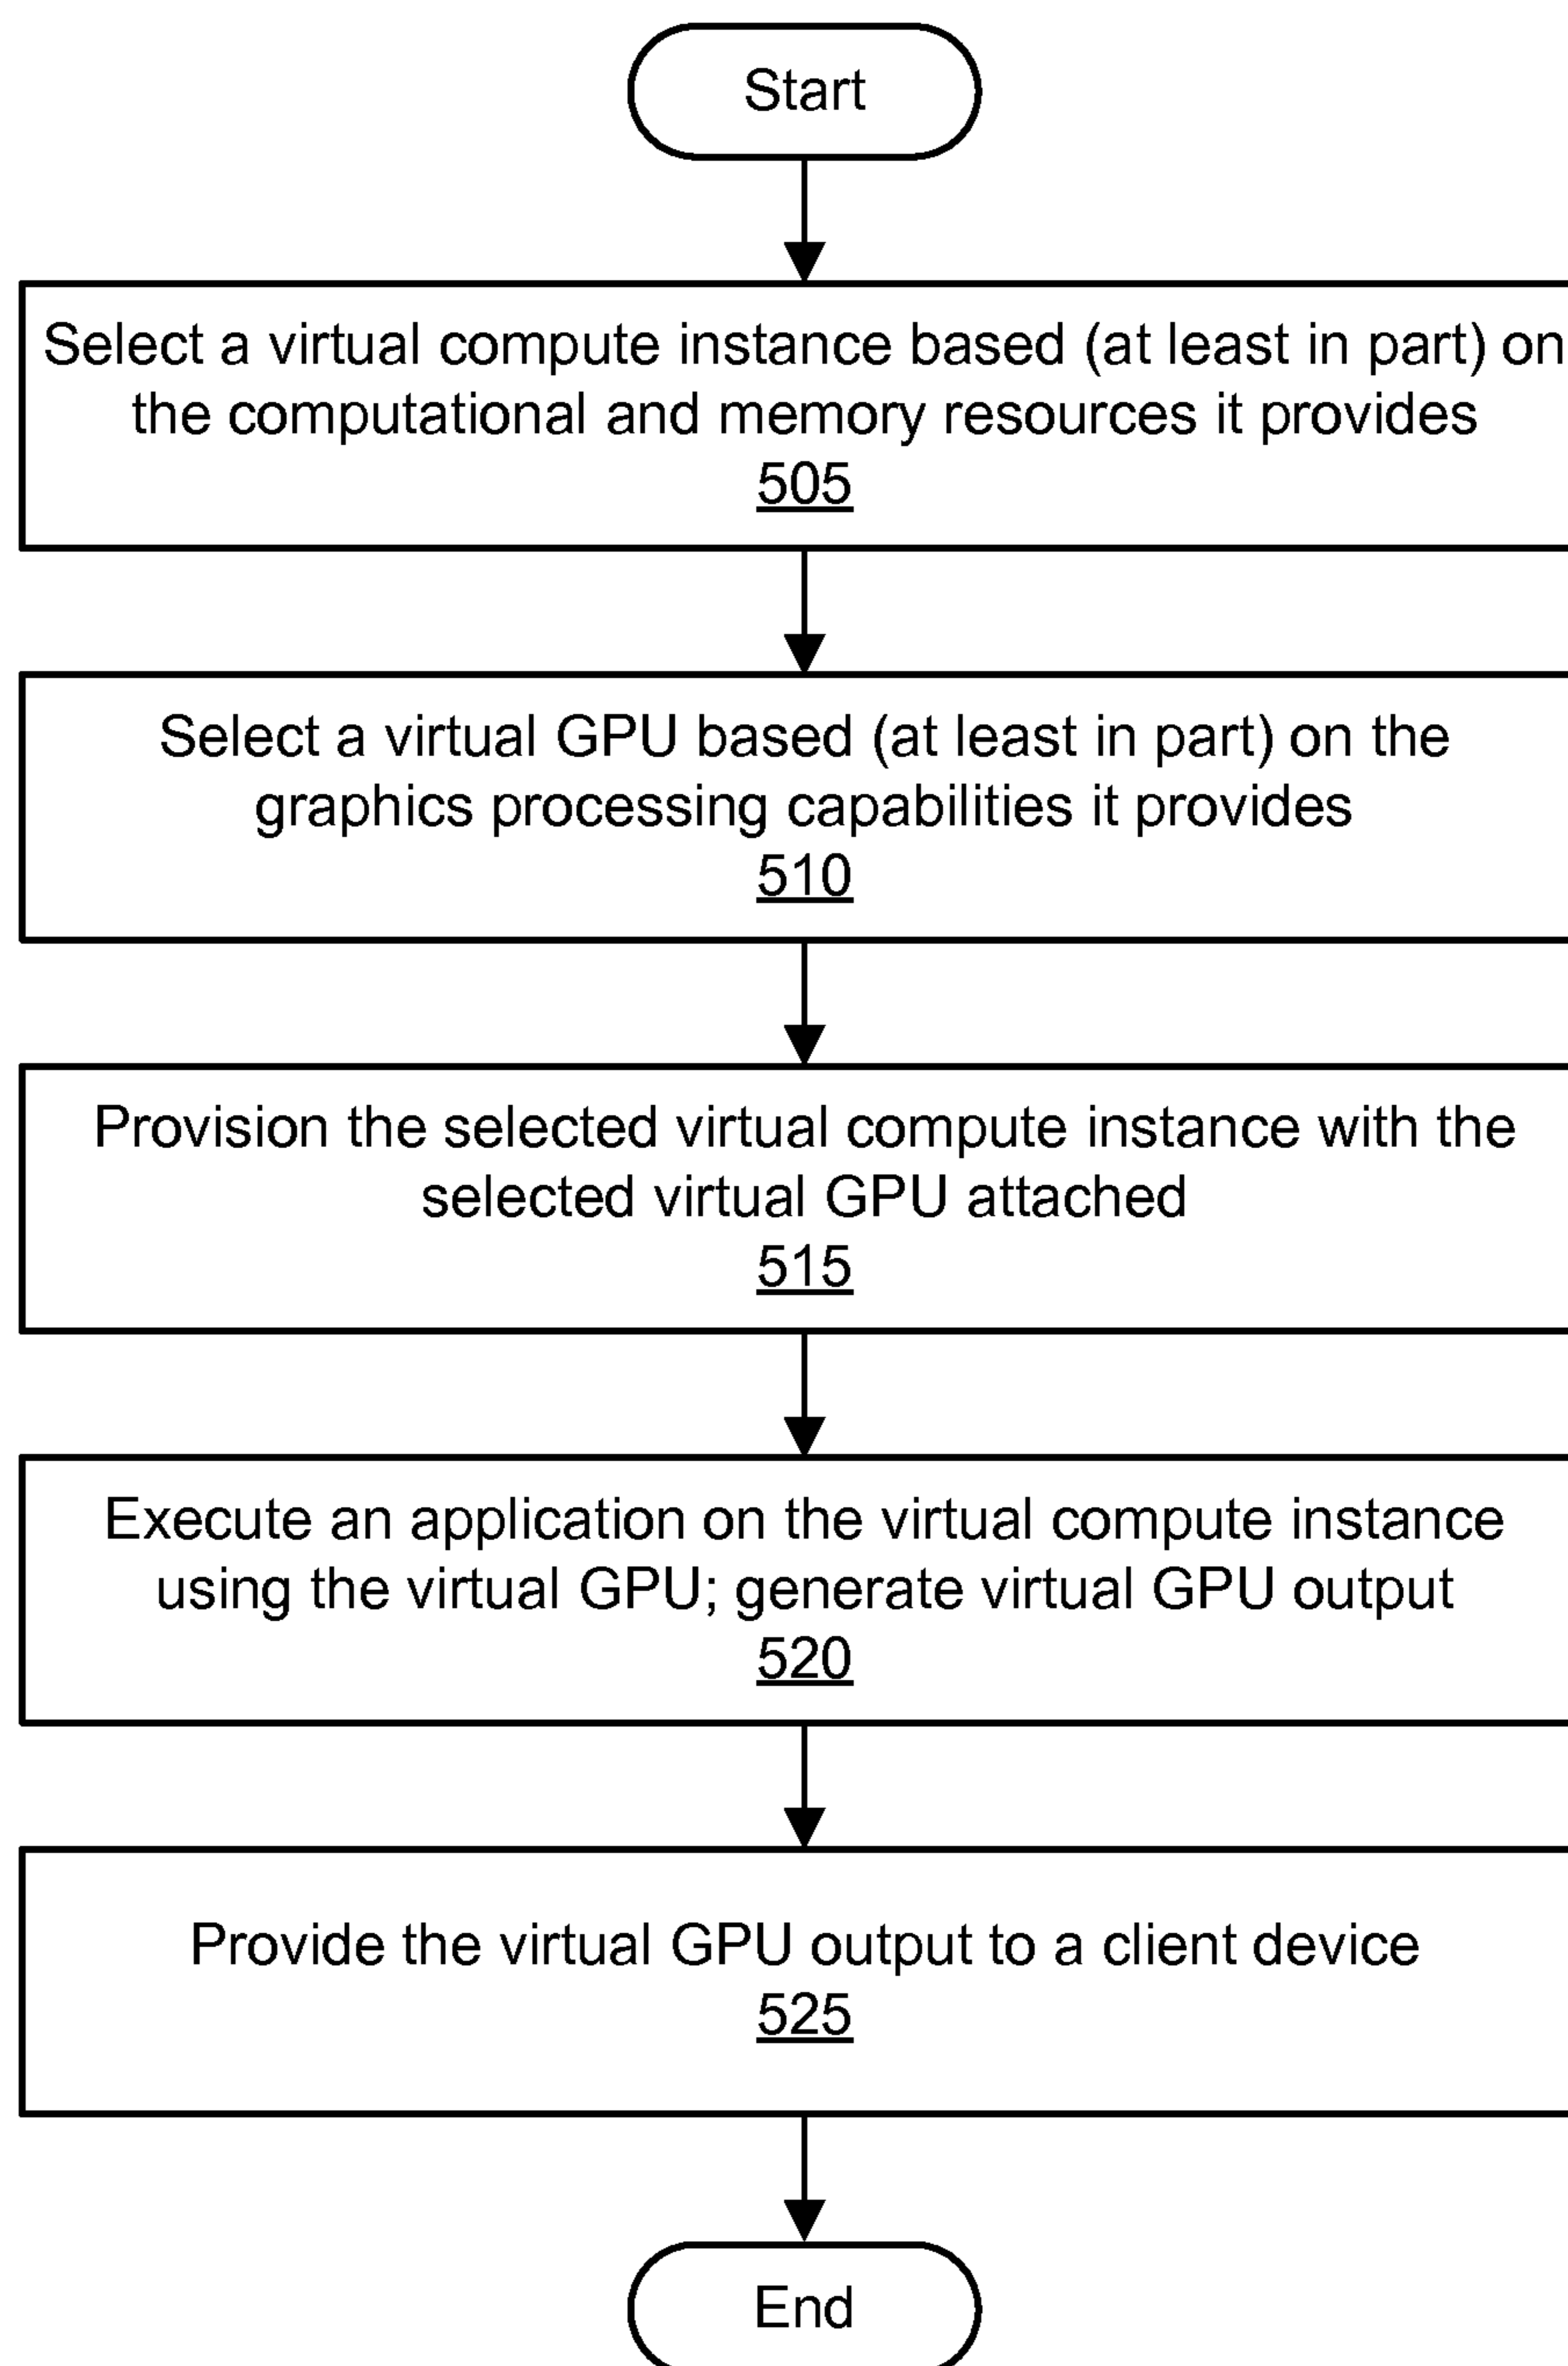 Start
Select a virtual compute instance based (at least in part) on
the computational and memory resources it provides
505
Select a virtual GPU based (at least in part) on the
graphics processing capabilities it provides
510
Provision the selected virtual compute instance with the
selected virtual GPU attached
515
Execute an application on the virtual compute instance
using the virtual GPU; generate virtual GPU output
520
Provide the virtual GPU output to a client device
525
End